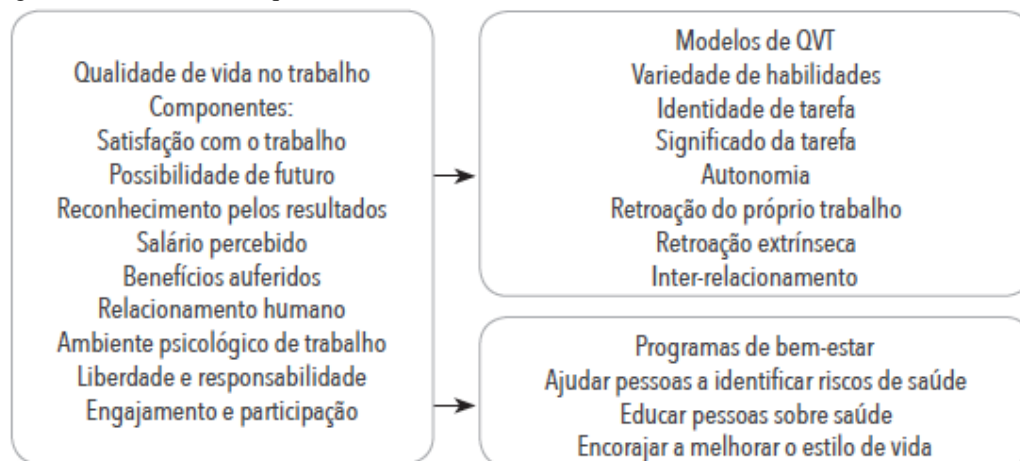 Qualidade de vida no trabalho
Componentes:
Satisfação com o trabalho
Possibilidade de futuro
Reconhecimento pelos resultados
Salário percebido
Benefícios auferidos
Relacionamento humano
Ambiente psicológico de trabalho
Liberdade e responsabilidade
Engajamento e participação
Modelos de QVT
Variedade de habilidades
Identidade de tarefa
Significado da tarefa
Autonomia
Retroação do próprio trabalho
Retroação extrínseca
Inter-relacionamento
Programas de bem-estar
Ajudar pessoas a identificar riscos de saúde
Educar pessoas sobre saúde
Encorajar a melhorar o estilo de vida